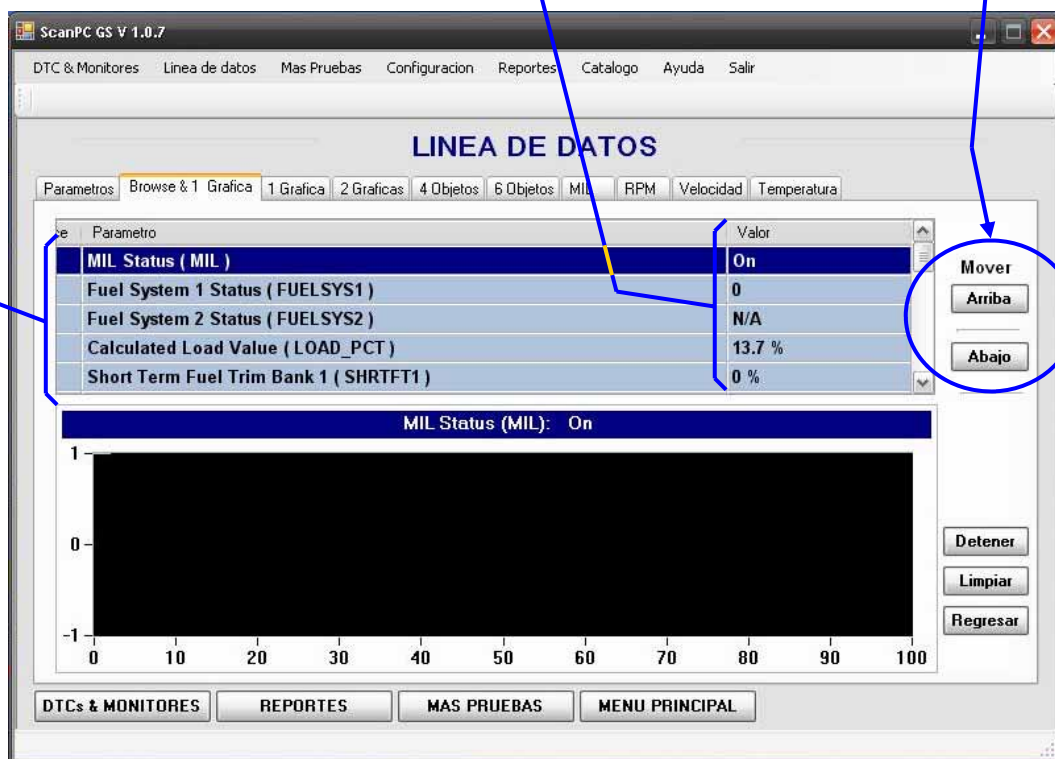 ScanPC GS V 1.0.7
DTC & Monitores Linea de datos Mas Pruebas Configuracion Reportes Catalogo Ayuda Salir
LINEA DE DATOS
Parametros Browse & 1 Grafica 1 Grafica 2 Graficas 4 Objetos 6 Objetos MIL RPM Velocidad Temperatura
ce Parametro Valor
MIL Status ( MIL ) On
Fuel System 1 Status ( FUELSYS1 ) 0
Fuel System 2 Status ( FUELSYS2 ) N/A
Calculated Load Value ( LOAD_PCT ) 13.7 %
Short Term Fuel Trim Bank 1 ( SHRTFT1 ) 0 %
Mover
Arriba
Abajo
MIL Status (MIL): On
1
0
-1
0 10 20 30 40 50 60 70 80 90 100
Detener
Limpiar
Regresar
DTCs & MONITORES REPORTES MAS PRUEBAS MENU PRINCIPAL